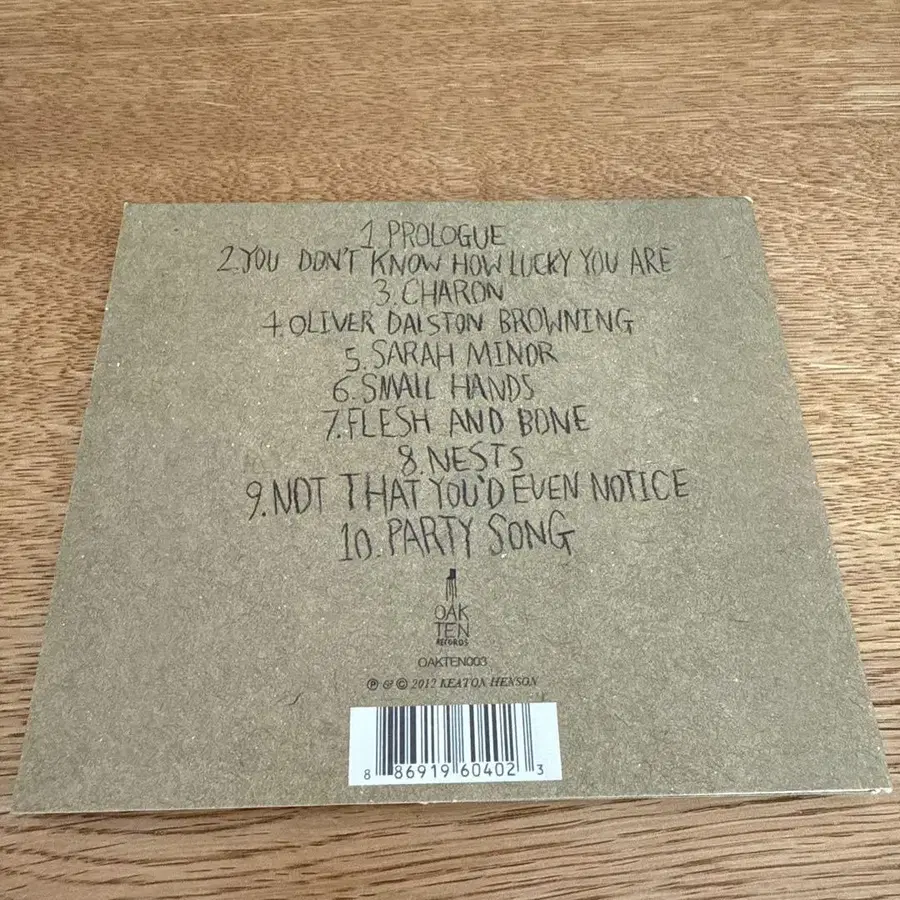 1 PROLOGUE
2. YOU DON'T KNOW HOW LUCKY YOU ARE
3. CHARON
4. OLIVER DALSTON BROWNING
5. SARAH MINOR
6. SMALL HANDS
7. FLESH AND BONE
8. NESTS
9. NOT THAT YOU'D EVEN NOTICE
10. PARTY SONG
OAK
TEN
RECORDS
OAKTEN003
℗ & © 2012 KEATON HENSON
8 86919 60402 3